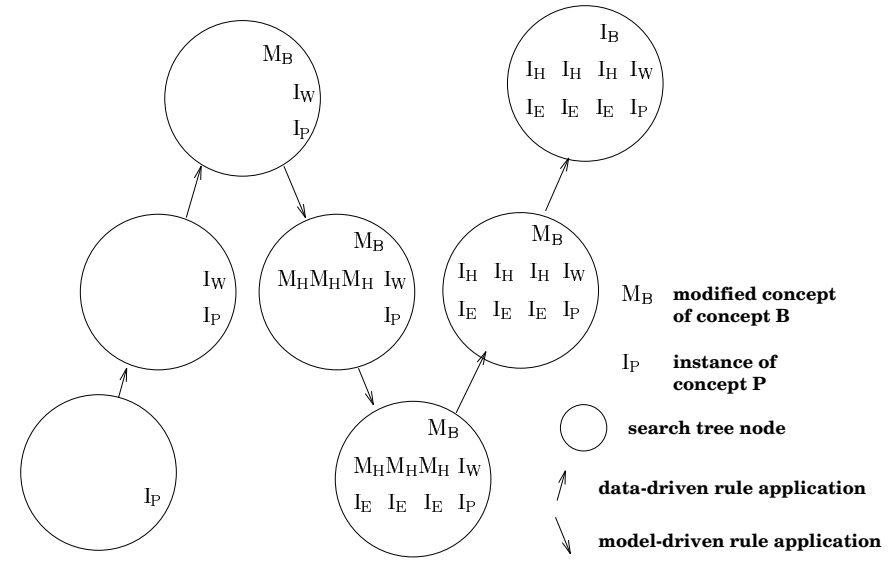 M_B
I_W
I_P
I_W
I_P
I_P
M_B
M_H M_H M_H I_W
I_P
M_B
M_H M_H M_H I_W
I_E I_E I_E I_P
M_B
I_H I_H I_H I_W
I_E I_E I_E I_P
I_B
I_H I_H I_H I_W
I_E I_E I_E I_P
M_B modified concept
of concept B
I_P instance of
concept P
search tree node
data-driven rule application
model-driven rule application